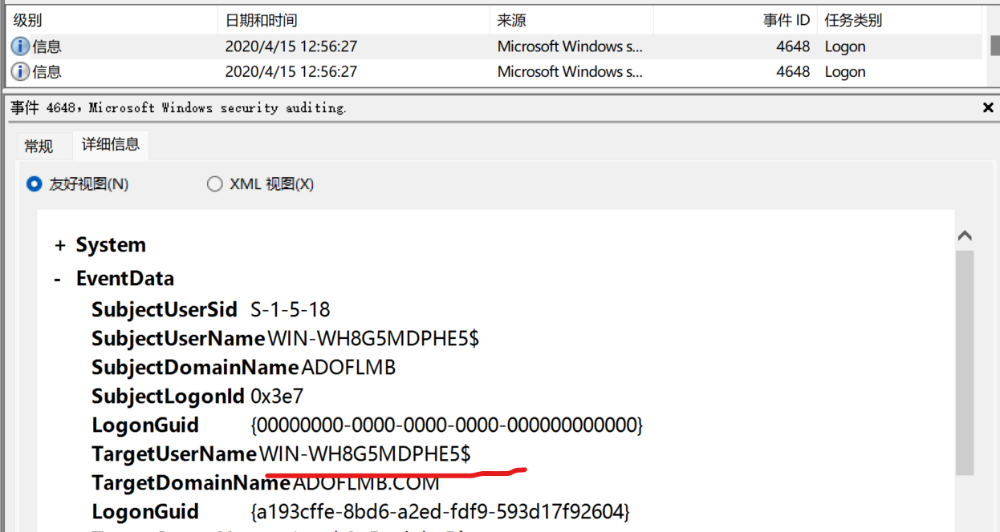 级别 日期和时间 来源 事件 ID 任务类别
信息 2020/4/15 12:56:27 Microsoft Windows s... 4648 Logon
信息 2020/4/15 12:56:27 Microsoft Windows s... 4648 Logon
事件 4648，Microsoft Windows security auditing.
常规 详细信息
友好视图(N) XML 视图(X)
+ System
- EventData
SubjectUserSid S-1-5-18
SubjectUserName WIN-WH8G5MDPHE5$
SubjectDomainName ADOFLMB
SubjectLogonId 0x3e7
LogonGuid {00000000-0000-0000-0000-000000000000}
TargetUserName WIN-WH8G5MDPHE5$
TargetDomainName ADOFLMB.COM
LogonGuid {a193cffe-8bd6-a2ed-fdf9-593d17f92604}